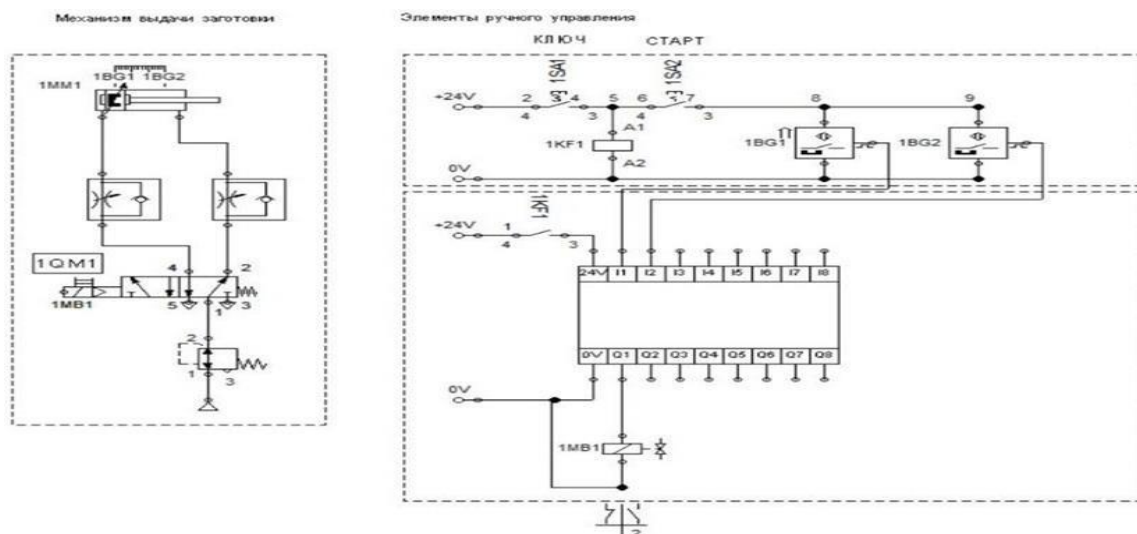 Механизм выдачи заготовки
Элементы ручного управления
КЛЮЧ СТАРТ
1BG1 1BG2
1MM1
1SA1 1SA2
+24V 2 3 4 5 6 7 8 9
4 3 4 3
A1
1KF1
A2
1BG1 1BG2
0V
1KF1
+24V 1
4 3
1QM1
4 2
1MB1 5 1 3
24V I1 I2 I3 I4 I5 I6 I7 I8
0V Q1 Q2 Q3 Q4 Q5 Q6 Q7 Q8
2
1 3
0V
1MB1